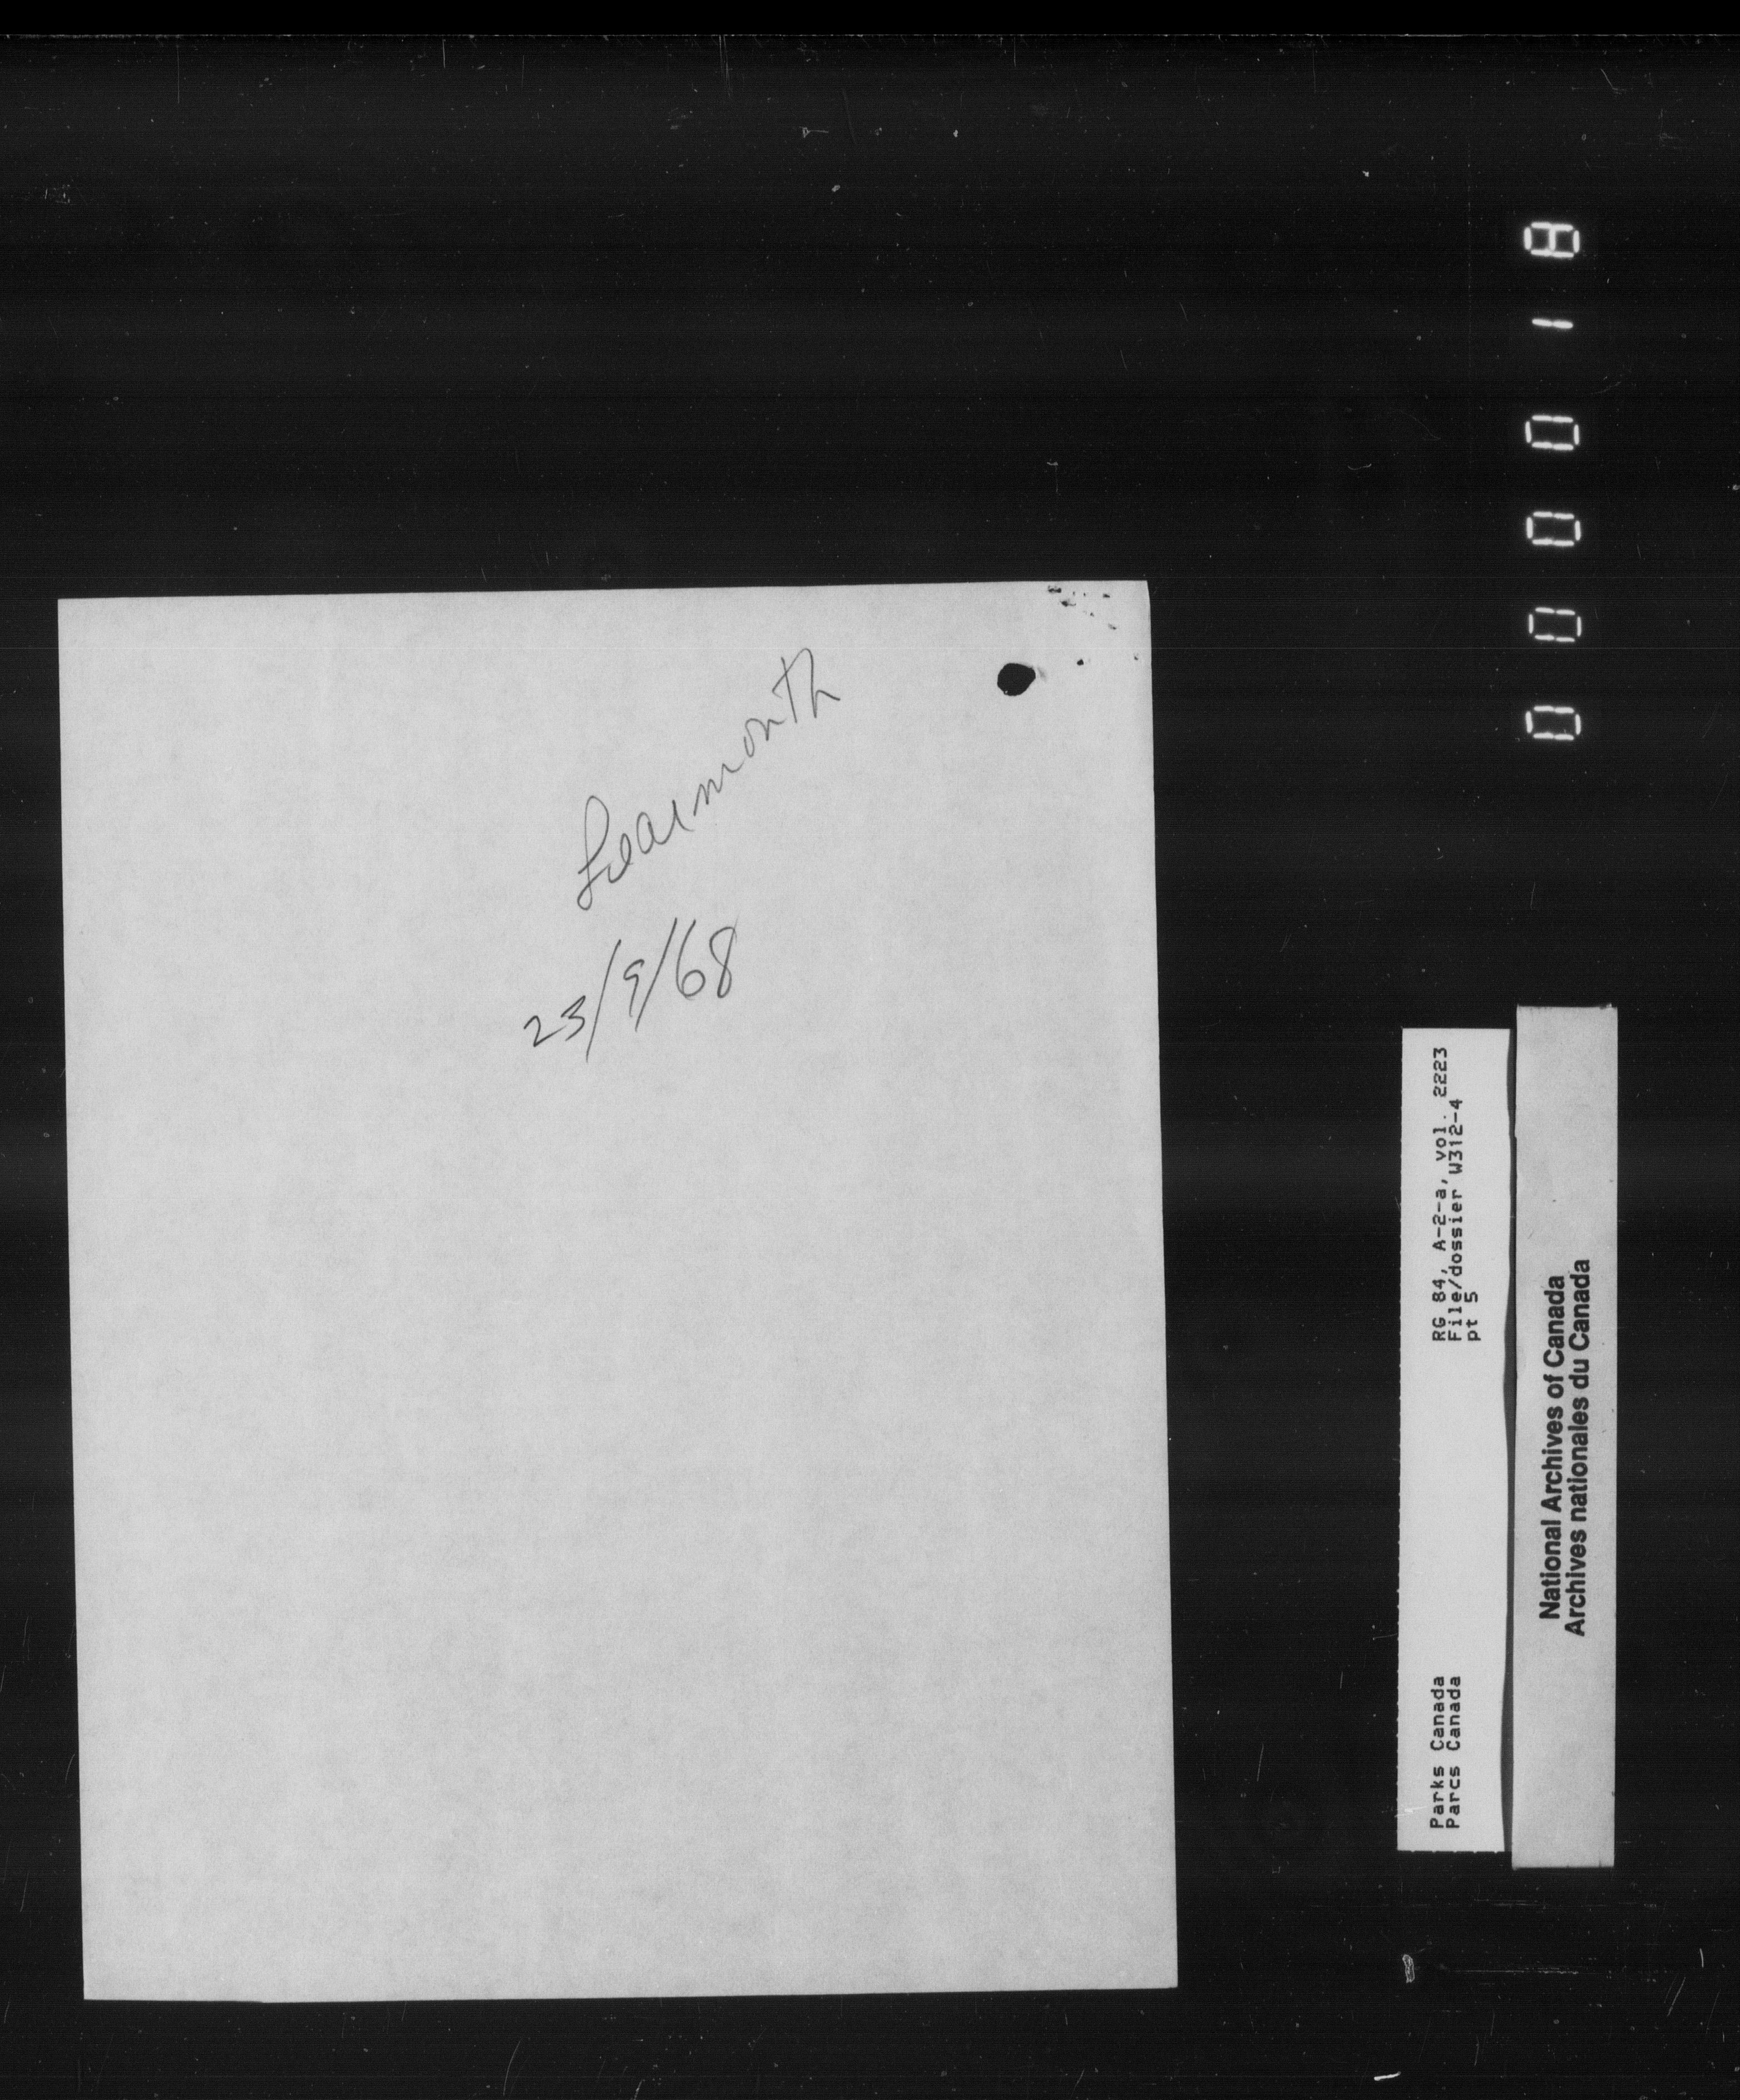 Learmonth
23/9/68
000018
Parks Canada
Parcs Canada
RG 84, A-2-a, vol. 2223
File/dossier W312-4
pt 5
National Archives of Canada
Archives nationales du Canada